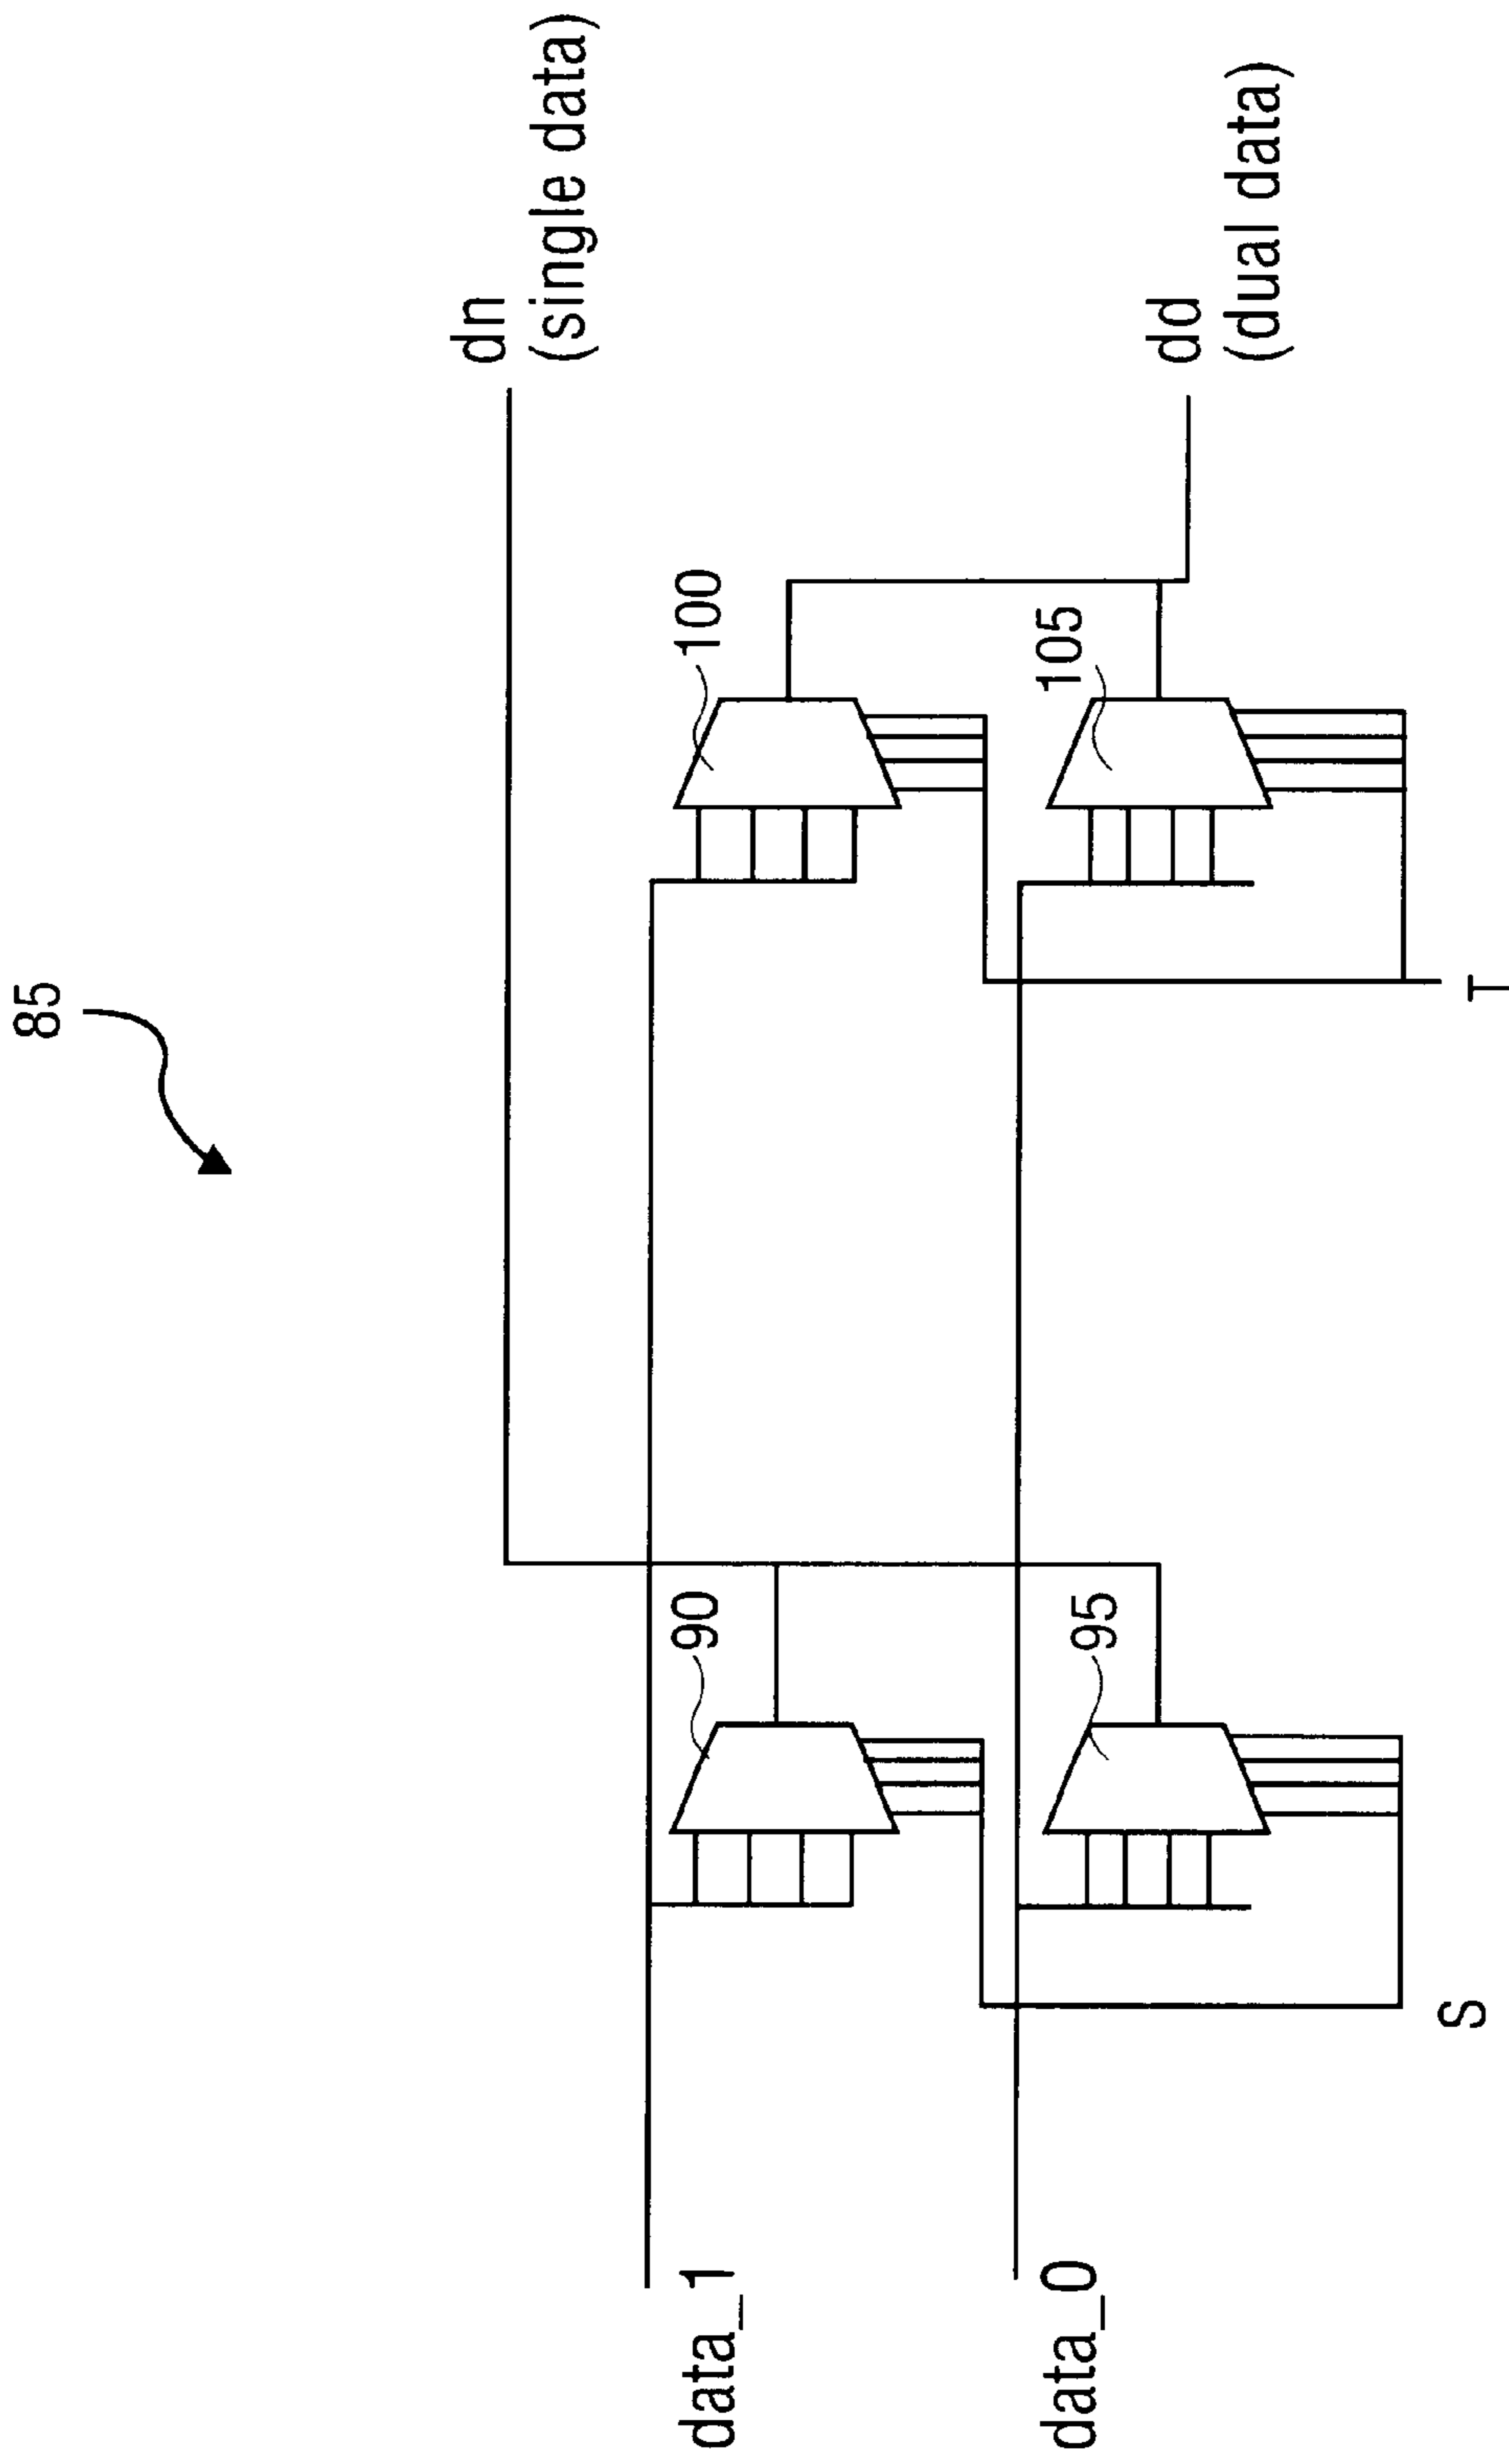 85
dn
(single data)
100
105
dd
(dual data)
T
90
95
S
data_1
data_0